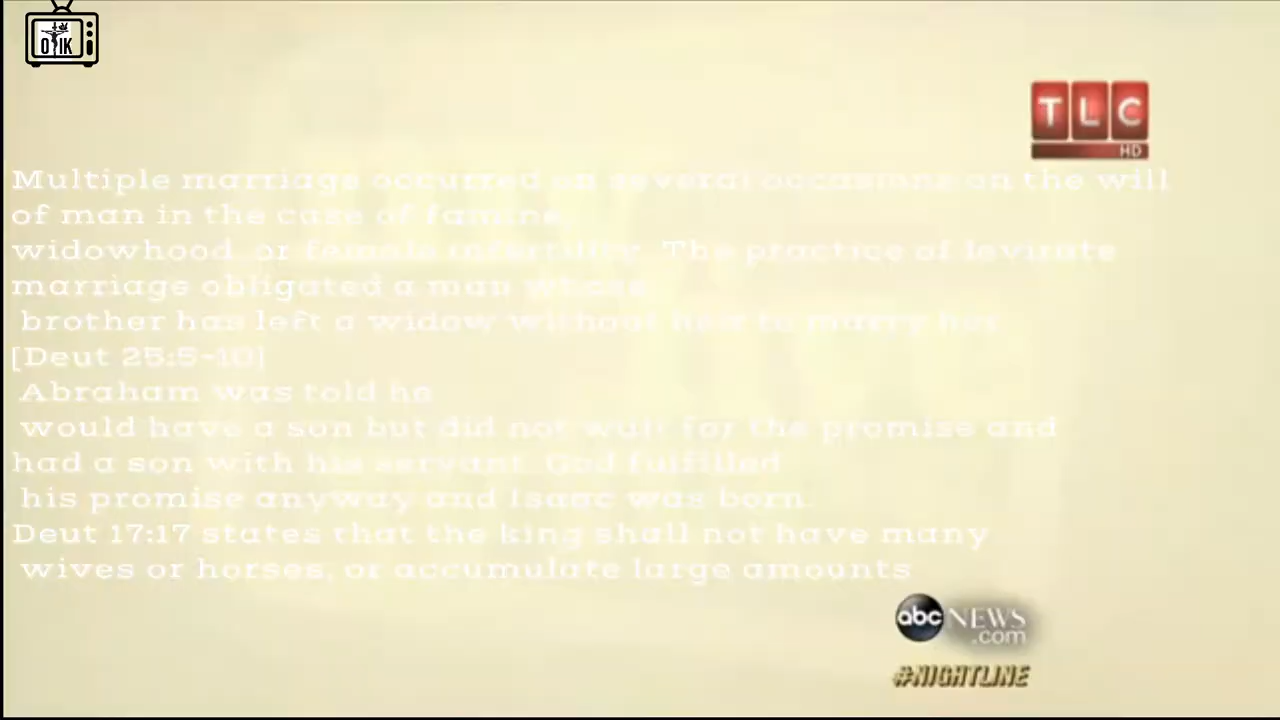 OIK
TLC
HD
Multiple marriage occurred on several occasions on the will
of man in the case of famine,
widowhood, or female infertility. The practice of levirate
marriage obligated a man whose
brother has left a widow without heir to marry her
[Deut 25:5-10]
Abraham was told he
would have a son but did not wait for the promise and
had a son with his servant. God fulfilled
his promise anyway and Isaac was born.
Deut 17:17 states that the king shall not have many
wives or horses, or accumulate large amounts
abc NEWS
.com
#NIGHTLINE